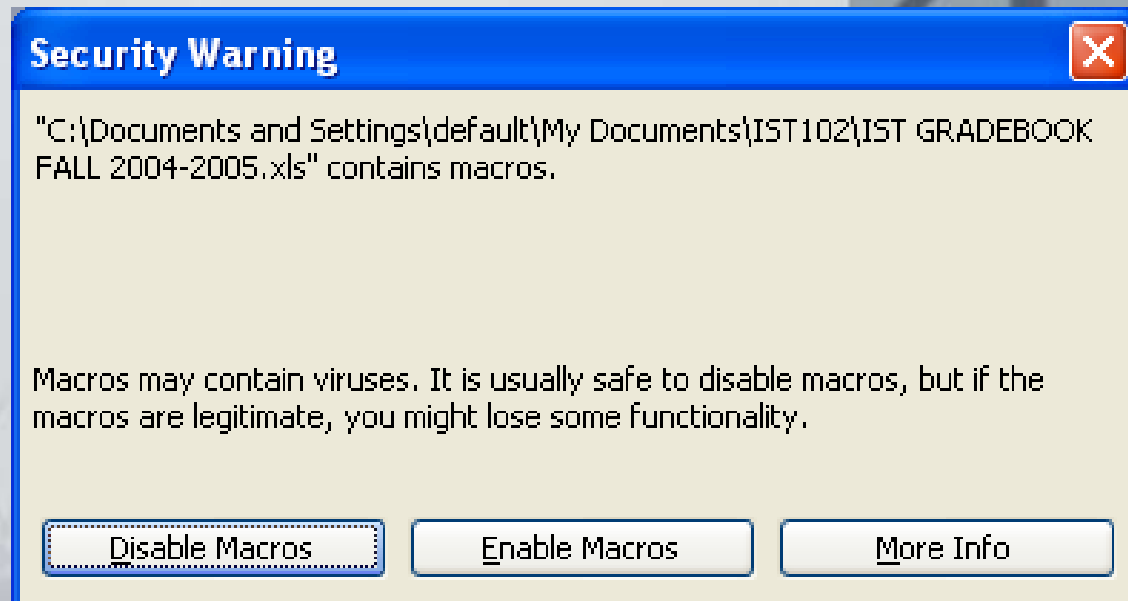 Security Warning
"C:\Documents and Settings\default\My Documents\IST102\IST GRADEBOOK
FALL 2004-2005.xls" contains macros.
Macros may contain viruses. It is usually safe to disable macros, but if the
macros are legitimate, you might lose some functionality.
Disable Macros
Enable Macros
More Info